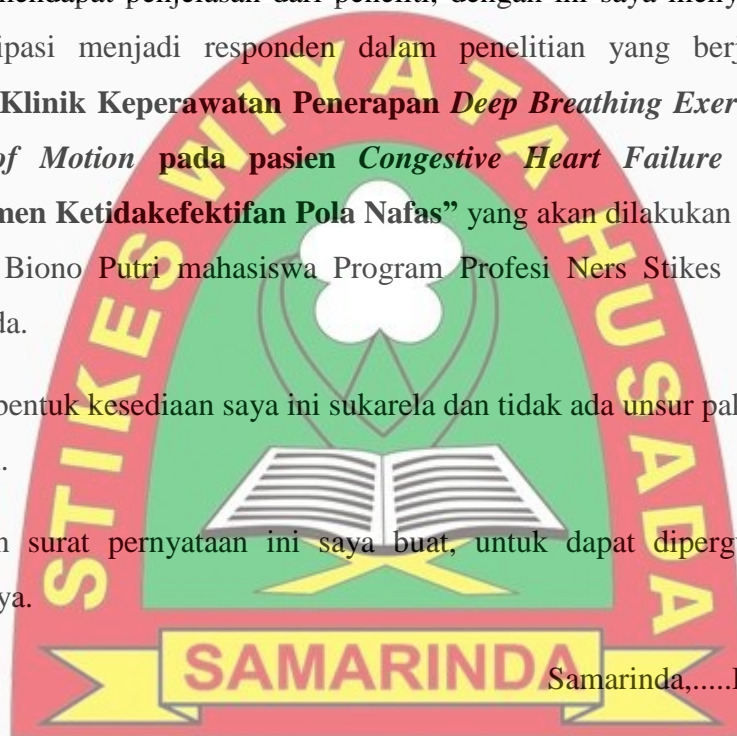 mendapat penjelasan dari peneliti, dengan ini saya meny
ipasi menjadi responden dalam penelitian yang berj
Klinik Keperawatan Penerapan Deep Breathing Exer
of Motion pada pasien Congestive Heart Failure
men Ketidakefektifan Pola Nafas” yang akan dilakukan
Biono Putri mahasiswa Program Profesi Ners Stikes
da.
bentuk kesediaan saya ini sukarela dan tidak ada unsur pal
.
n surat pernyataan ini saya buat, untuk dapat diperg
ya.
Samarinda,.....
STIKES WIYATA HUSADA
SAMARINDA